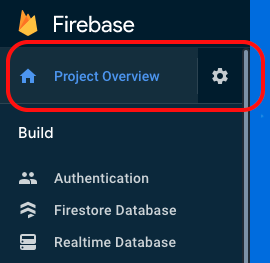 Firebase
Project Overview
Build
Authentication
Firestore Database
Realtime Database